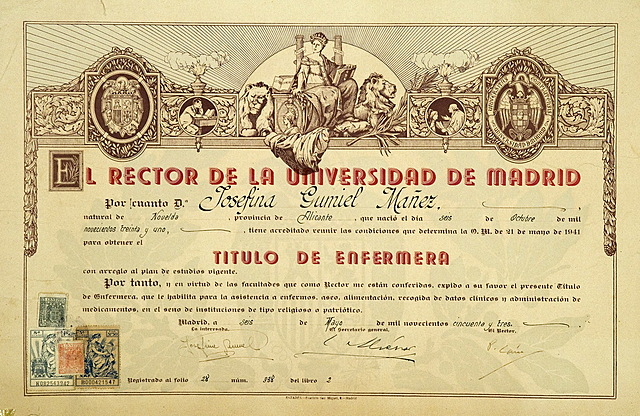 EL RECTOR DE LA UNIVERSIDAD DE MADRID
Por cuanto D.ª Josefina Gumiel Mañez,
natural de Novelda, provincia de Alicante, que nació el día seis de Octubre de mil
novecientos treinta y uno, tiene acreditado reunir las condiciones que determina la O. M. de 21 de mayo de 1941
para obtener el
TITULO DE ENFERMERA
con arreglo al plan de estudios vigente.
Por tanto, y en virtud de las facultades que como Rector me están conferidas, expido a su favor el presente Título
de Enfermera, que le habilita para la asistencia a enfermos, aseo, alimentación, recogida de datos clínicos y administración de
medicamentos, en el seno de instituciones de tipo religioso o patriótico.
Madrid, a seis de Mayo de mil novecientos cincuenta y tres.
La interesada, El Secretario general, El Rector,
Josefina Gumiel
Registrado al folio 28 núm. 358 del libro 2